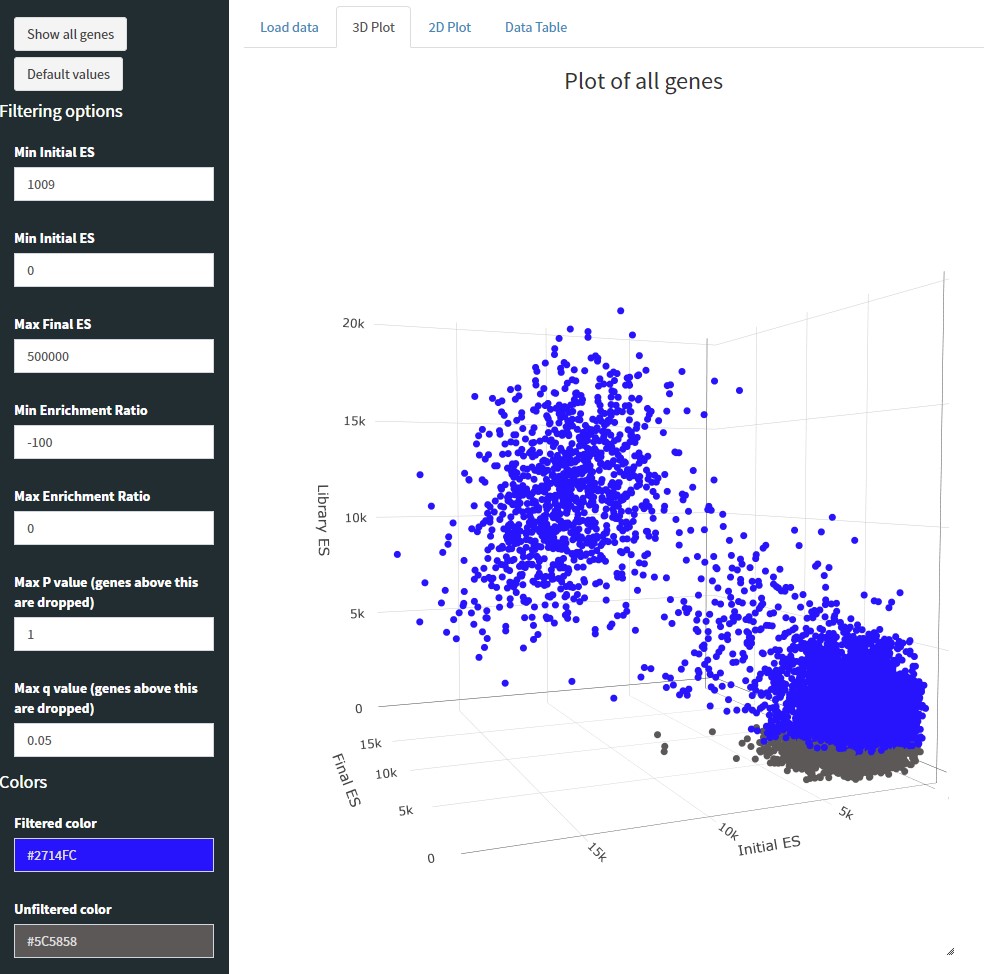 Show all genes
Default values
Filtering options
Min Initial ES
1009
Min Initial ES
0
Max Final ES
500000
Min Enrichment Ratio
-100
Max Enrichment Ratio
0
Max P value (genes above this
are dropped)
1
Max q value (genes above this
are dropped)
0.05
Colors
Filtered color
#2714FC
Unfiltered color
#5C5858
Load data
3D Plot
2D Plot
Data Table
Plot of all genes
20k
15k
10k
5k
0
Library ES
15k
10k
5k
0
Final ES
15k
10k
5k
Initial ES